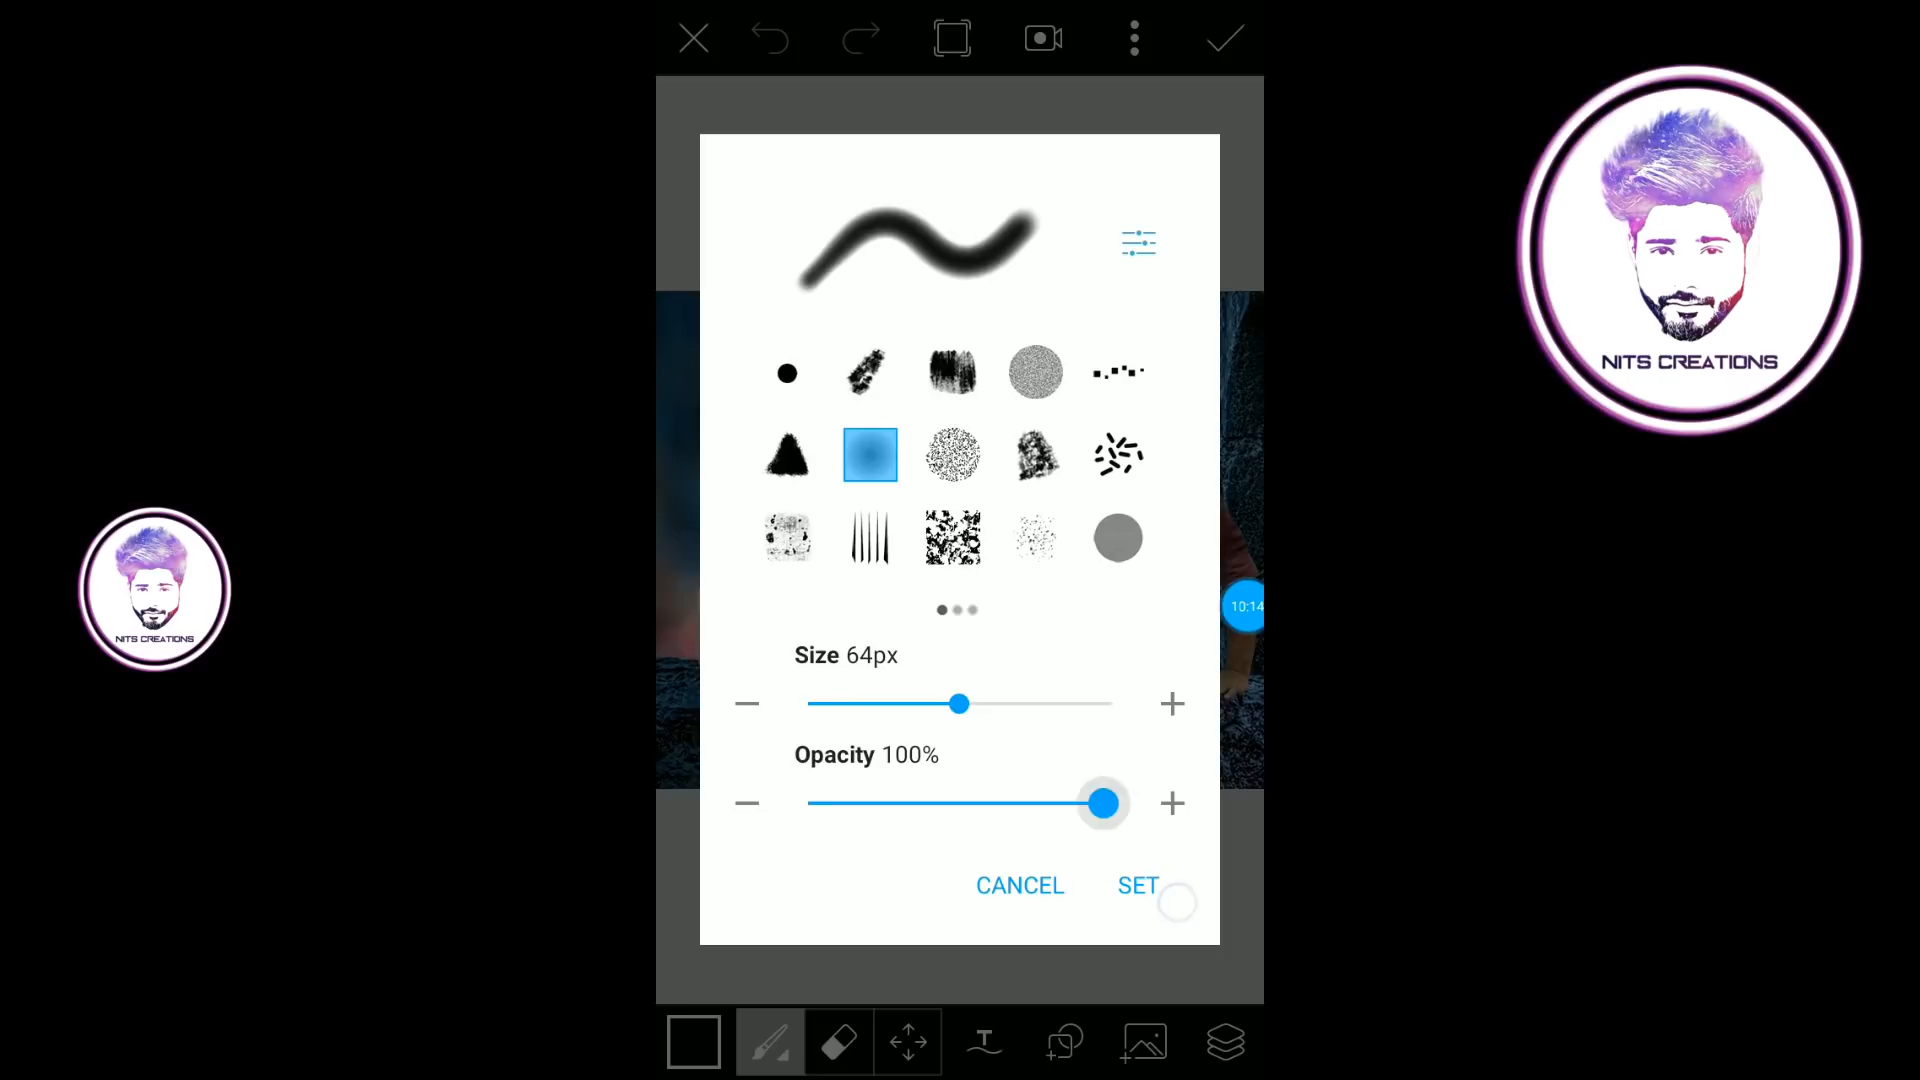 NITS CREATIONS
NITS CREATIONS
10:14
Size 64px
Opacity 100%
CANCEL
SET
T